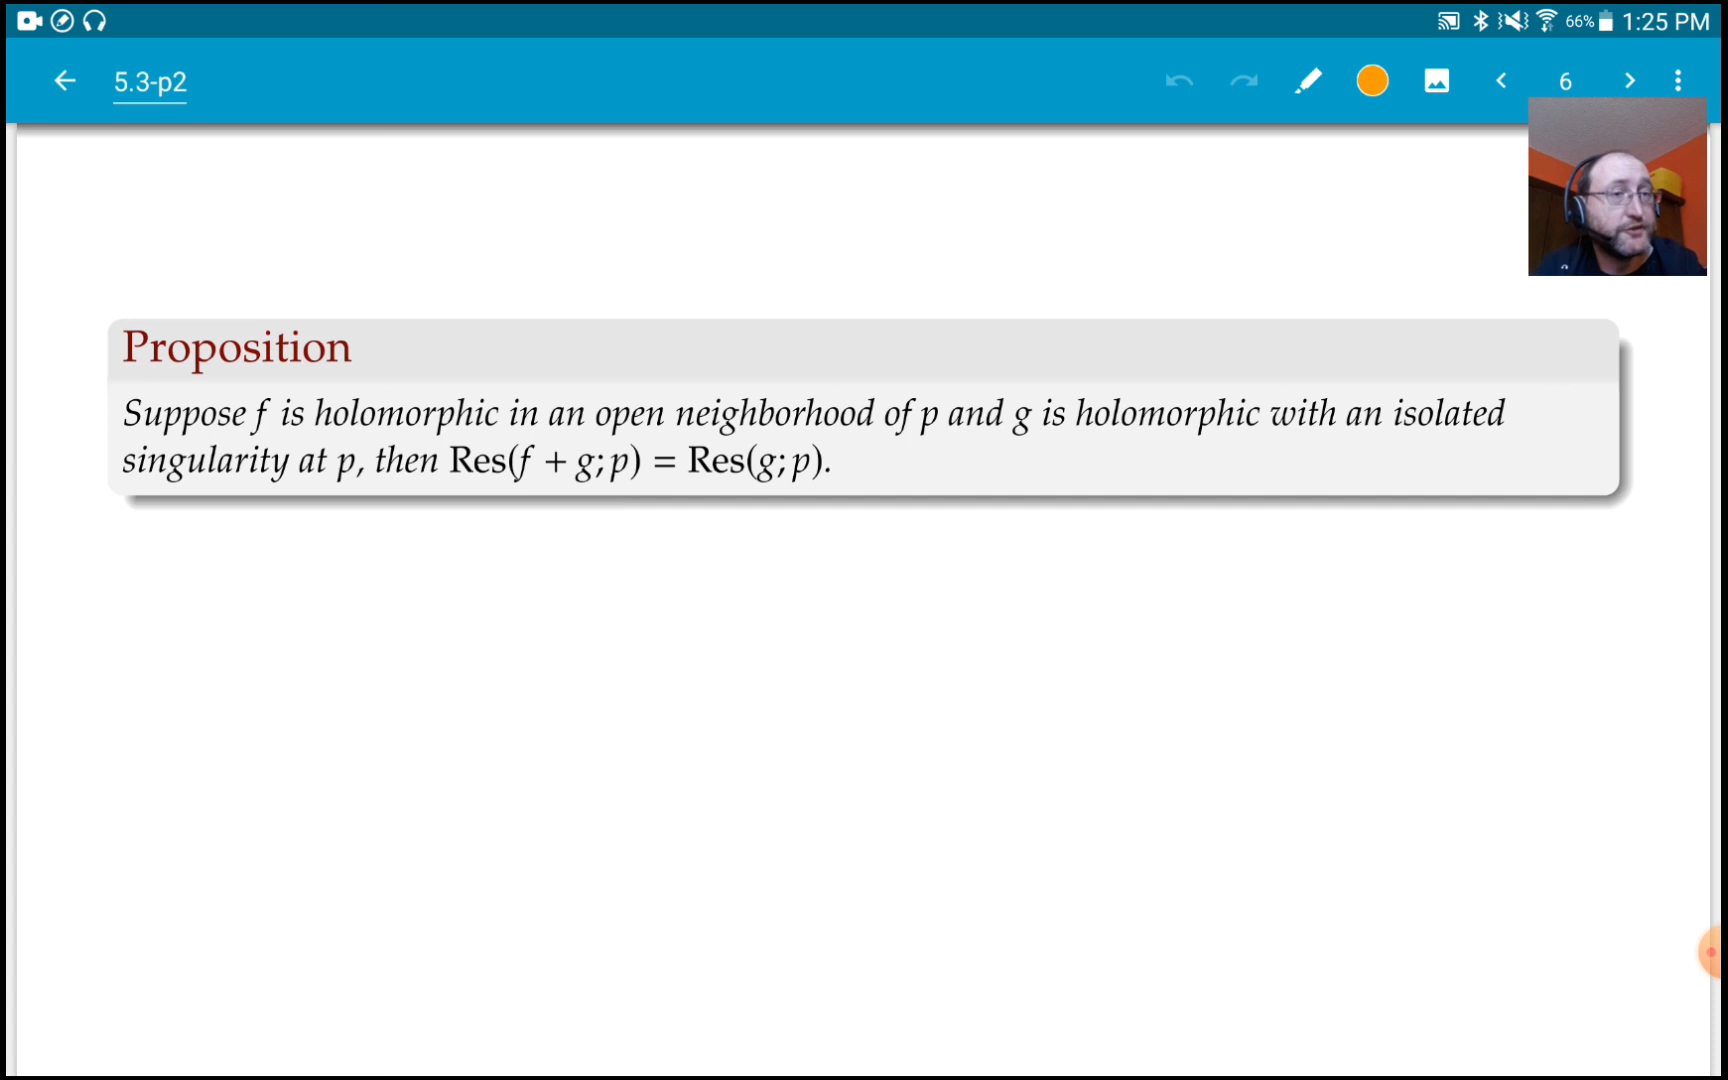 66% 1:25 PM
5.3-p2 6
Proposition
Suppose f is holomorphic in an open neighborhood of p and g is holomorphic with an isolated
singularity at p, then Res(f + g; p) = Res(g; p).